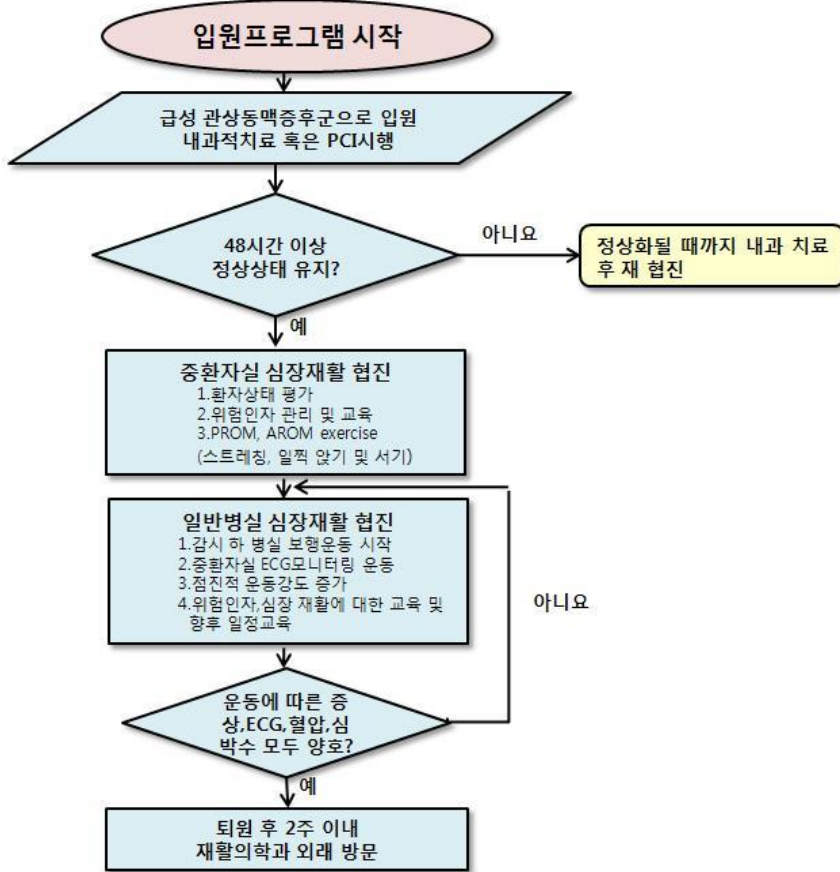 입원프로그램 시작
급성 관상동맥증후군으로 입원
내과적치료 혹은 PCI시행
48시간 이상
정상상태 유지?
아니요
정상화될 때까지 내과 치료
후 재 협진
예
중환자실 심장재활 협진
1.환자상태 평가
2.위험인자 관리 및 교육
3.PROM, AROM exercise
(스트레칭, 일찍 앉기 및 서기)
일반병실 심장재활 협진
1.감시 하 병실 보행운동 시작
2.중환자실 ECG모니터링 운동
3.점진적 운동강도 증가
4.위험인자,심장 재활에 대한 교육 및
향후 일정교육
아니요
운동에 따른 증
상,ECG,혈압,심
박수 모두 양호?
예
퇴원 후 2주 이내
재활의학과 외래 방문